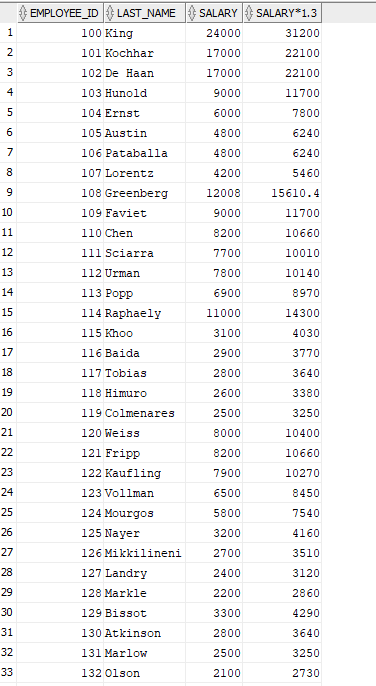 EMPLOYEE_ID LAST_NAME SALARY SALARY*1.3
1 100 King 24000 31200
2 101 Kochhar 17000 22100
3 102 De Haan 17000 22100
4 103 Hunold 9000 11700
5 104 Ernst 6000 7800
6 105 Austin 4800 6240
7 106 Pataballa 4800 6240
8 107 Lorentz 4200 5460
9 108 Greenberg 12008 15610.4
10 109 Faviet 9000 11700
11 110 Chen 8200 10660
12 111 Sciarra 7700 10010
13 112 Urman 7800 10140
14 113 Popp 6900 8970
15 114 Raphaely 11000 14300
16 115 Khoo 3100 4030
17 116 Baida 2900 3770
18 117 Tobias 2800 3640
19 118 Himuro 2600 3380
20 119 Colmenares 2500 3250
21 120 Weiss 8000 10400
22 121 Fripp 8200 10660
23 122 Kaufling 7900 10270
24 123 Vollman 6500 8450
25 124 Mourgos 5800 7540
26 125 Nayer 3200 4160
27 126 Mikkilineni 2700 3510
28 127 Landry 2400 3120
29 128 Markle 2200 2860
30 129 Bissot 3300 4290
31 130 Atkinson 2800 3640
32 131 Marlow 2500 3250
33 132 Olson 2100 2730